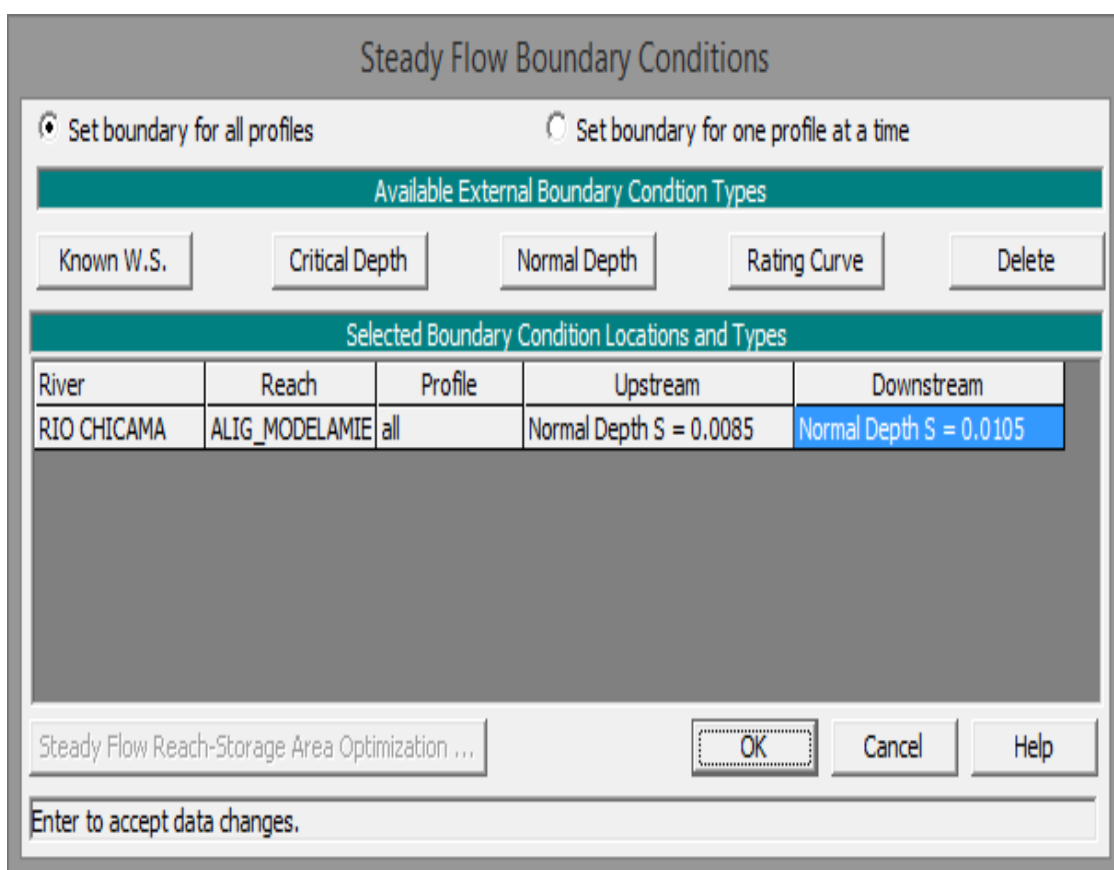 Steady Flow Boundary Conditions
Set boundary for all profiles Set boundary for one profile at a time
Available External Boundary Condtion Types
Known W.S. Critical Depth Normal Depth Rating Curve Delete
Selected Boundary Condition Locations and Types
River Reach Profile Upstream Downstream
RIO CHICAMA ALIG_MODELAMIE all Normal Depth S = 0.0085 Normal Depth S = 0.0105
Steady Flow Reach-Storage Area Optimization ... OK Cancel Help
Enter to accept data changes.